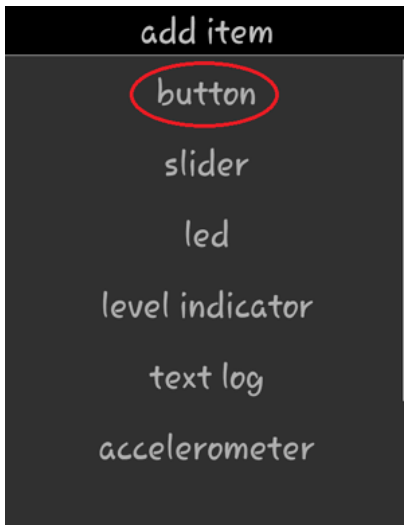 add item
button
slider
led
level indicator
text log
accelerometer